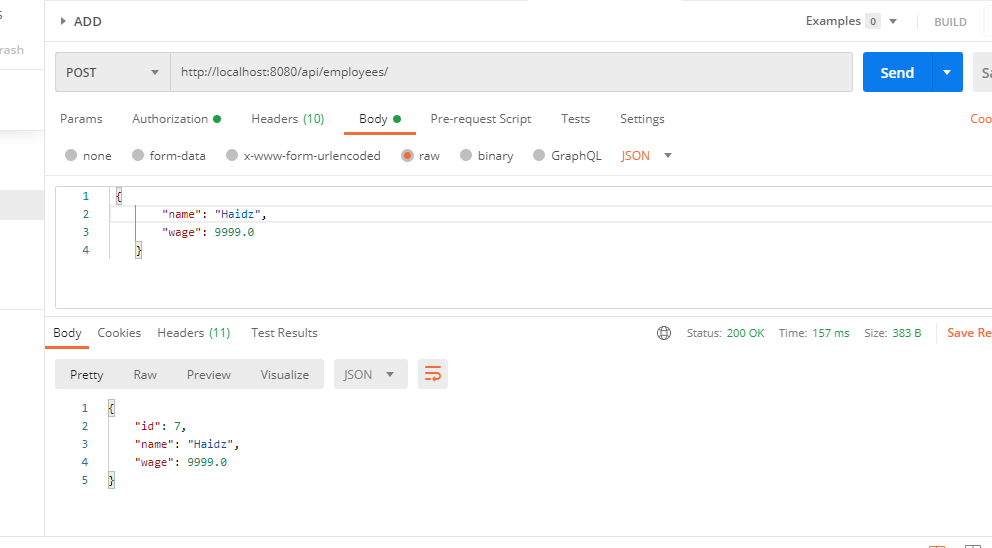 s
ADD
Examples 0
BUILD
rash
POST
http://localhost:8080/api/employees/
Send
Sa
Params Authorization Headers (10) Body Pre-request Script Tests Settings Coo
none form-data x-www-form-urlencoded raw binary GraphQL JSON
1 {
2 "name": "Haidz",
3 "wage": 9999.0
4 }
Body Cookies Headers (11) Test Results Status: 200 OK Time: 157 ms Size: 383 B Save Re
Pretty Raw Preview Visualize JSON
1 {
2 "id": 7,
3 "name": "Haidz",
4 "wage": 9999.0
5 }